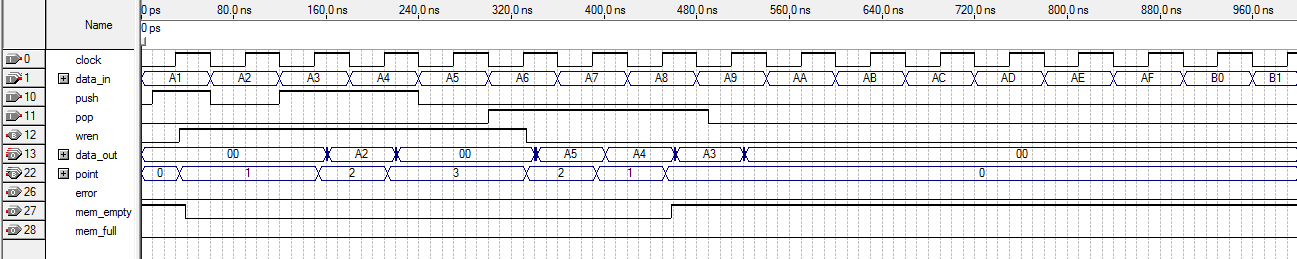 Name 0 ps 80.0 ns 160.0 ns 240.0 ns 320.0 ns 400.0 ns 480.0 ns 560.0 ns 640.0 ns 720.0 ns 800.0 ns 880.0 ns 960.0 ns
0 ps
0 clock
1 data_in A1 A2 A3 A4 A5 A6 A7 A8 A9 AA AB AC AD AE AF B0 B1
10 push
11 pop
12 wren
13 data_out 00 A2 00 A5 A4 A3 00
22 point 0 1 2 3 2 1 0
26 error
27 mem_empty
28 mem_full